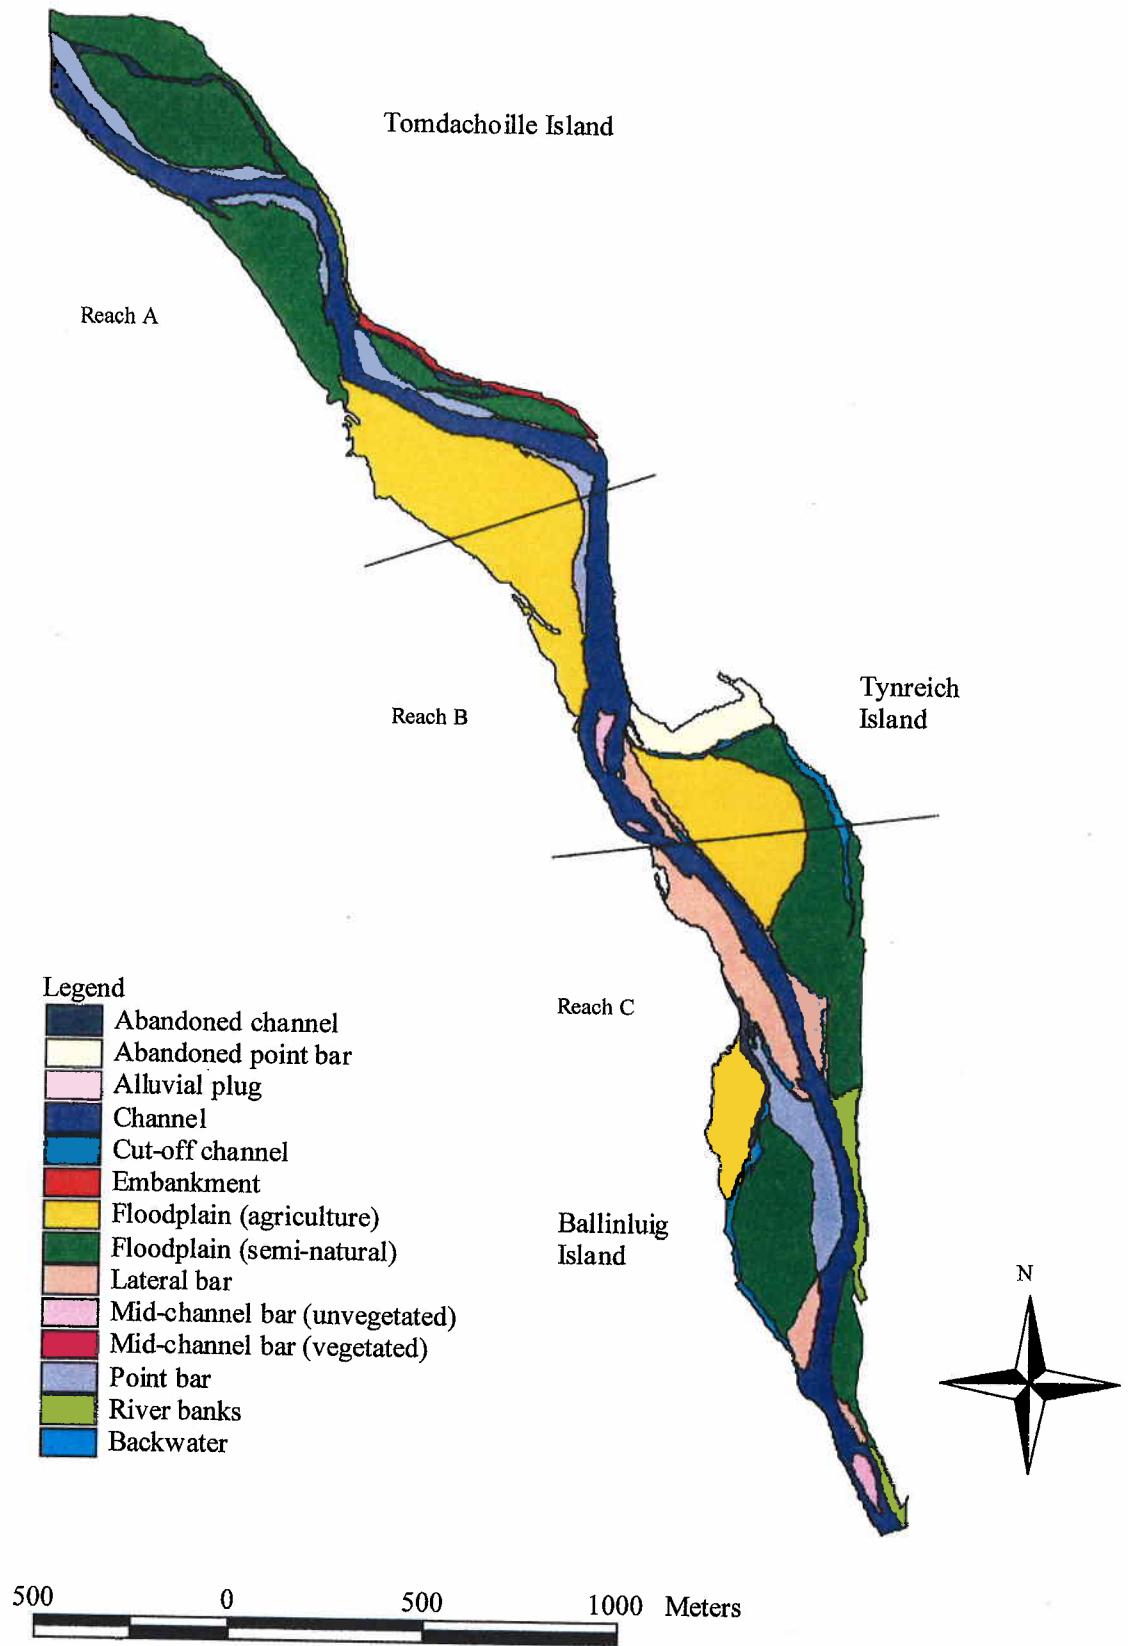 Tomdachoille Island
Reach A
Tynreich
Island
Reach B
Legend
Abandoned channel
Abandoned point bar
Alluvial plug
Channel
Cut-off channel
Embankment
Floodplain (agriculture)
Floodplain (semi-natural)
Lateral bar
Mid-channel bar (unvegetated)
Mid-channel bar (vegetated)
Point bar
River banks
Backwater
Reach C
Ballinluig
Island
N
500 0 500 1000 Meters